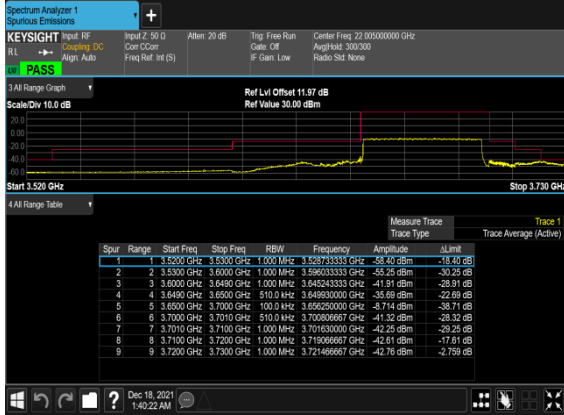 Spectrum Analyzer 1
Spurious Emissions
KEYSIGHT Input: RF Input Z: 50 Ω Atten: 20 dB Trig: Free Run Center Freq: 22.005000000 GHz
R L Coupling: DC Corr CCorr Gate: Off Avg|Hold: 300/300
Align: Auto Freq Ref: Int (S) IF Gain: Low Radio Std: None
LW PASS
3 All Range Graph
Ref Lvl Offset 11.97 dB
Scale/Div 10.0 dB Ref Value 30.00 dBm
20.0
0.00
-20.0
-40.0
-60.0
Start 3.520 GHz Stop 3.730 GHz
4 All Range Table
Measure Trace Trace 1
Trace Type Trace Average (Active)
Spur Range Start Freq Stop Freq RBW Frequency Amplitude ΔLimit
1 1 3.5200 GHz 3.5300 GHz 1.000 MHz 3.528733333 GHz -58.40 dBm -18.40 dB
2 2 3.5300 GHz 3.6000 GHz 1.000 MHz 3.596033333 GHz -55.25 dBm -30.25 dB
3 3 3.6000 GHz 3.6490 GHz 1.000 MHz 3.645243333 GHz -41.91 dBm -28.91 dB
4 4 3.6490 GHz 3.6500 GHz 510.0 kHz 3.649930000 GHz -35.69 dBm -22.69 dB
5 5 3.6500 GHz 3.7000 GHz 100.0 kHz 3.656250000 GHz -8.714 dBm -38.71 dB
6 6 3.7000 GHz 3.7010 GHz 510.0 kHz 3.700806667 GHz -41.32 dBm -28.32 dB
7 7 3.7010 GHz 3.7100 GHz 1.000 MHz 3.701630000 GHz -42.25 dBm -29.25 dB
8 8 3.7100 GHz 3.7200 GHz 1.000 MHz 3.719066667 GHz -42.61 dBm -17.61 dB
9 9 3.7200 GHz 3.7300 GHz 1.000 MHz 3.721466667 GHz -42.76 dBm -2.759 dB
Dec 18, 2021
1:40:22 AM